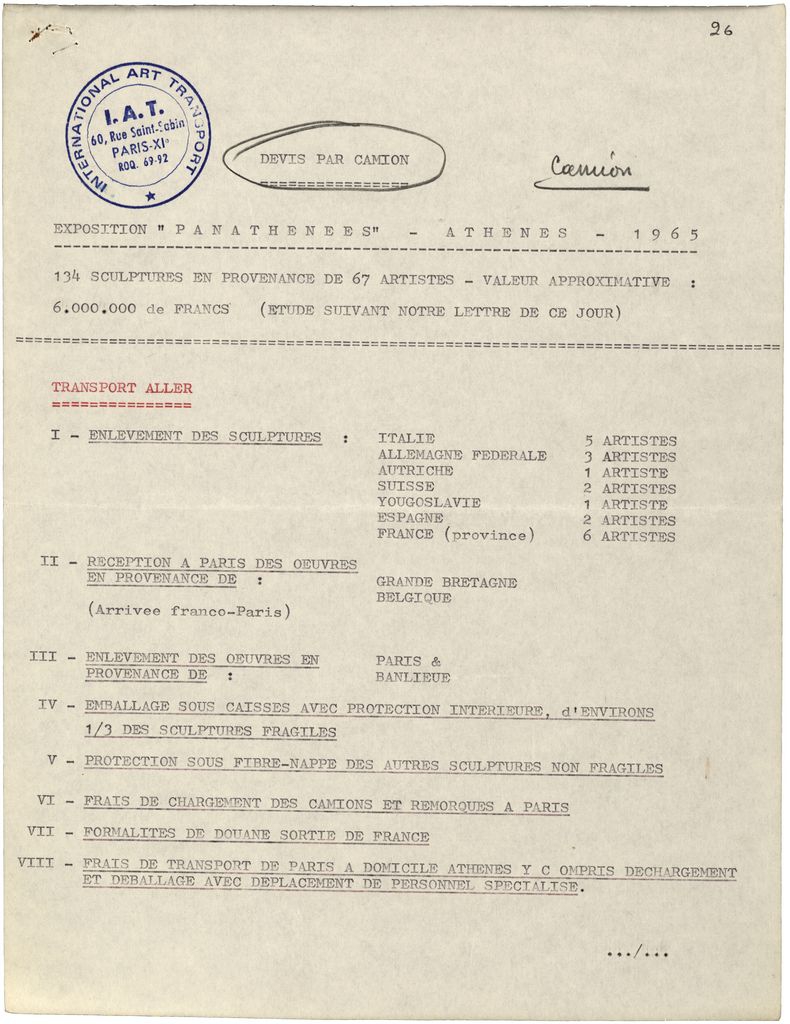 26
INTERNATIONAL ART TRANSPORT
I.A.T.
60, Rue Saint-Sabin
PARIS-XIº
ROQ. 69-92
DEVIS PAR CAMION
Camion
EXPOSITION " P A N A T H E N E E S" - A T H E N E S - 1 9 6 5
134 SCULPTURES EN PROVENANCE DE 67 ARTISTES - VALEUR APPROXIMATIVE :
6.000.000 de FRANCS (ETUDE SUIVANT NOTRE LETTRE DE CE JOUR)
TRANSPORT ALLER
I - ENLEVEMENT DES SCULPTURES : ITALIE 5 ARTISTES
ALLEMAGNE FEDERALE 3 ARTISTES
AUTRICHE 1 ARTISTE
SUISSE 2 ARTISTES
YOUGOSLAVIE 1 ARTISTE
ESPAGNE 2 ARTISTES
FRANCE (province) 6 ARTISTES
II - RECEPTION A PARIS DES OEUVRES
EN PROVENANCE DE : GRANDE BRETAGNE
BELGIQUE
(Arrivee franco-Paris)
III - ENLEVEMENT DES OEUVRES EN PARIS &
PROVENANCE DE : BANLIEUE
IV - EMBALLAGE SOUS CAISSES AVEC PROTECTION INTERIEURE, d'ENVIRONS
1/3 DES SCULPTURES FRAGILES
V - PROTECTION SOUS FIBRE-NAPPE DES AUTRES SCULPTURES NON FRAGILES
VI - FRAIS DE CHARGEMENT DES CAMIONS ET REMORQUES A PARIS
VII - FORMALITES DE DOUANE SORTIE DE FRANCE
VIII - FRAIS DE TRANSPORT DE PARIS A DOMICILE ATHENES Y C OMPRIS DECHARGEMENT
ET DEBALLAGE AVEC DEPLACEMENT DE PERSONNEL SPECIALISE.
.../...